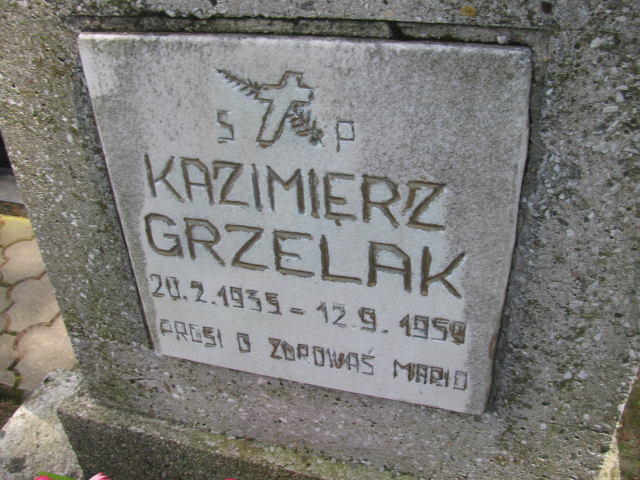 Ś P
KAZIMIERZ
GRZELAK
20.2.1935 - 12.9.1959
PROSI O ZDROWAŚ MARIO